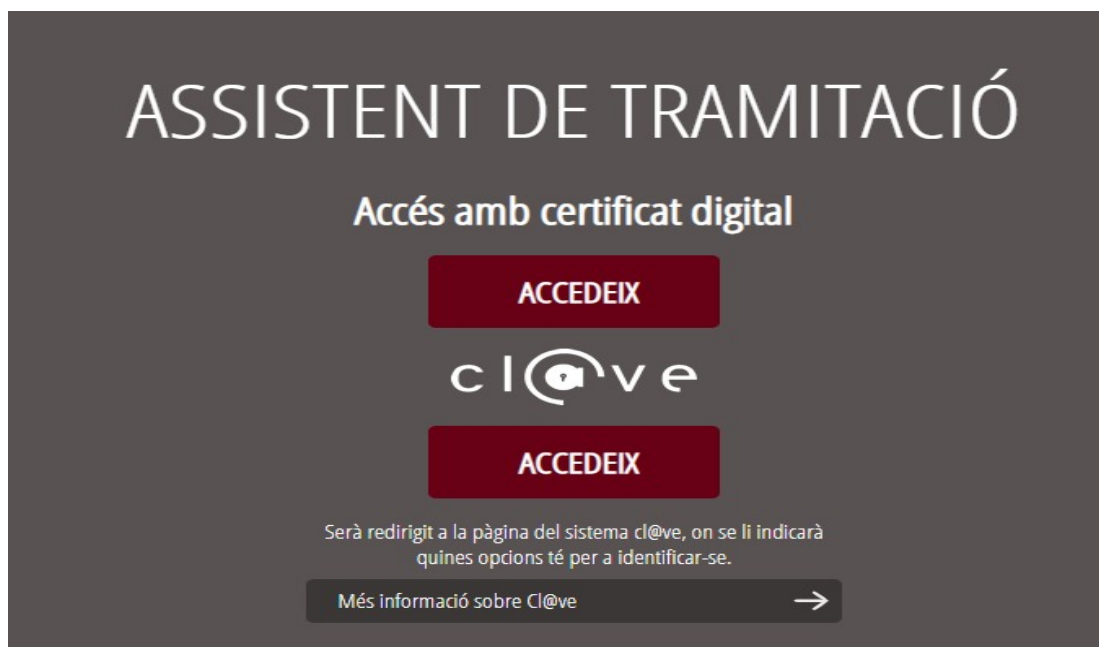 ASSISTENT DE TRAMITACIÓ
Accés amb certificat digital
ACCEDEIX
cl@ve
ACCEDEIX
Serà redirigit a la pàgina del sistema cl@ve, on se li indicarà
quines opcions té per a identificar-se.
Més informació sobre Cl@ve